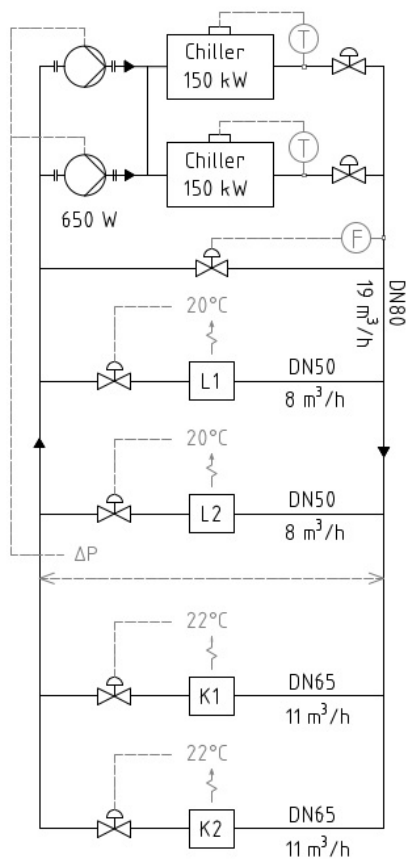 T
Chiller
150 kW
T
Chiller
150 kW
650 W
F
DN80
19 m³/h
20°C
L1
DN50
8 m³/h
20°C
L2
DN50
8 m³/h
ΔP
22°C
K1
DN65
11 m³/h
22°C
K2
DN65
11 m³/h